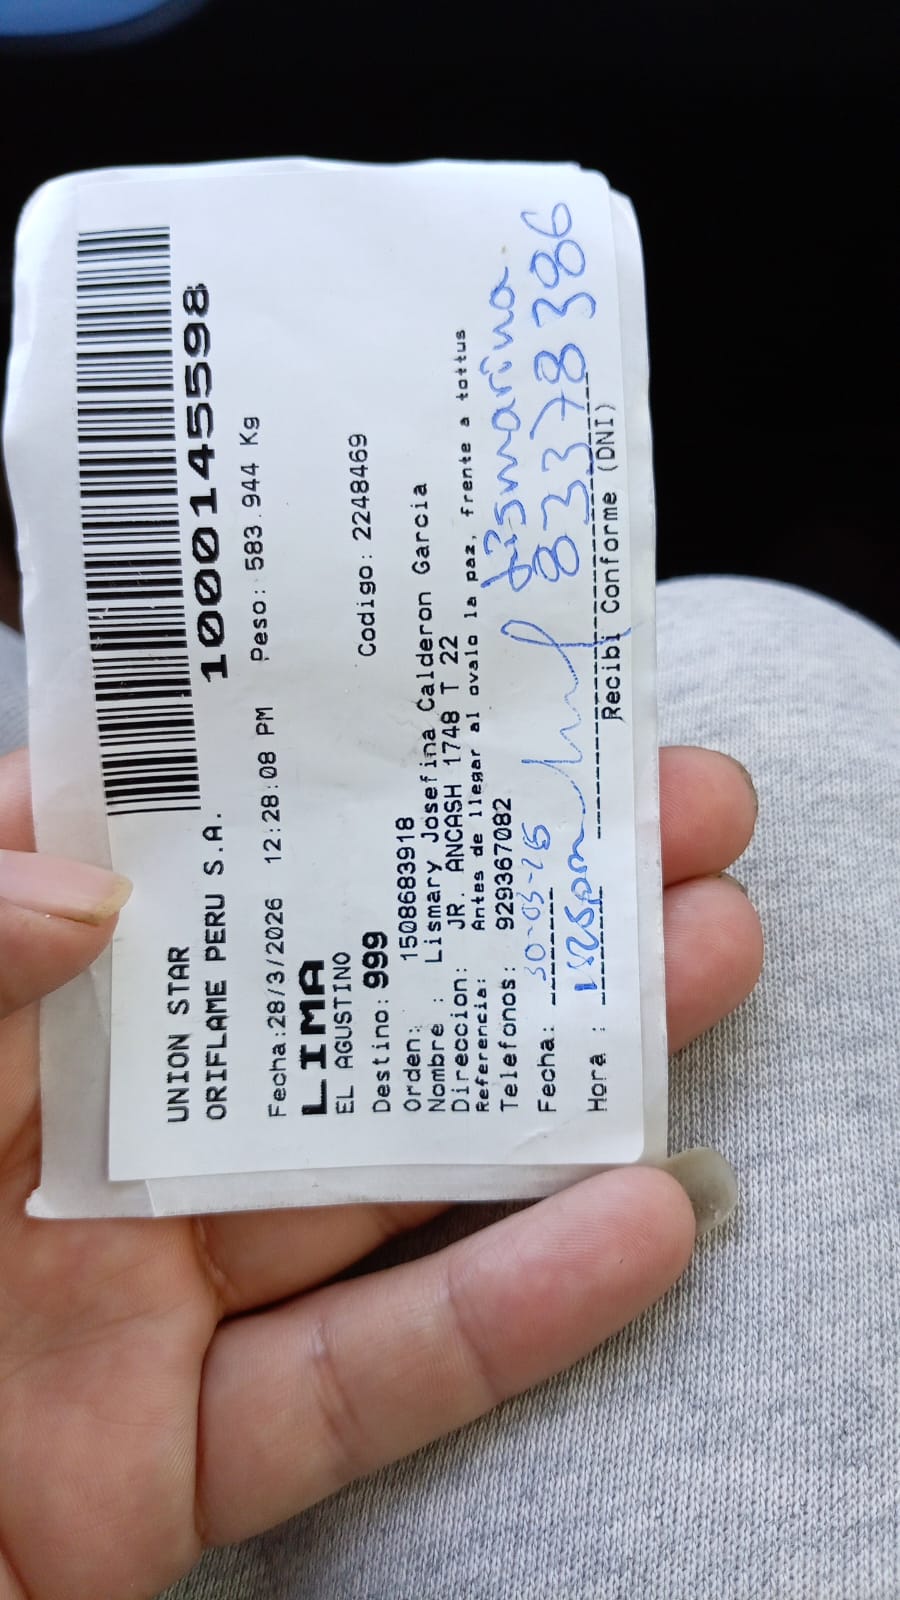 UNION STAR
ORIFLAME PERU S.A. 1000145598
Fecha:28/3/2026 12:28:08 PM Peso: 583.944 Kg
LIMA
EL AGUSTINO
Destino: 999 Codigo: 2248469
Orden: 1508683918
Nombre : Lismary Josefina Calderon Garcia
Direccion: JR. ANCASH 1748 T 22
Referencia: Antes de llegar al ovalo la paz, frente a tottus
Telefonos: 929367082
Fecha: 30-03-
Hora :
83378386
Recibi Conforme (DNI)